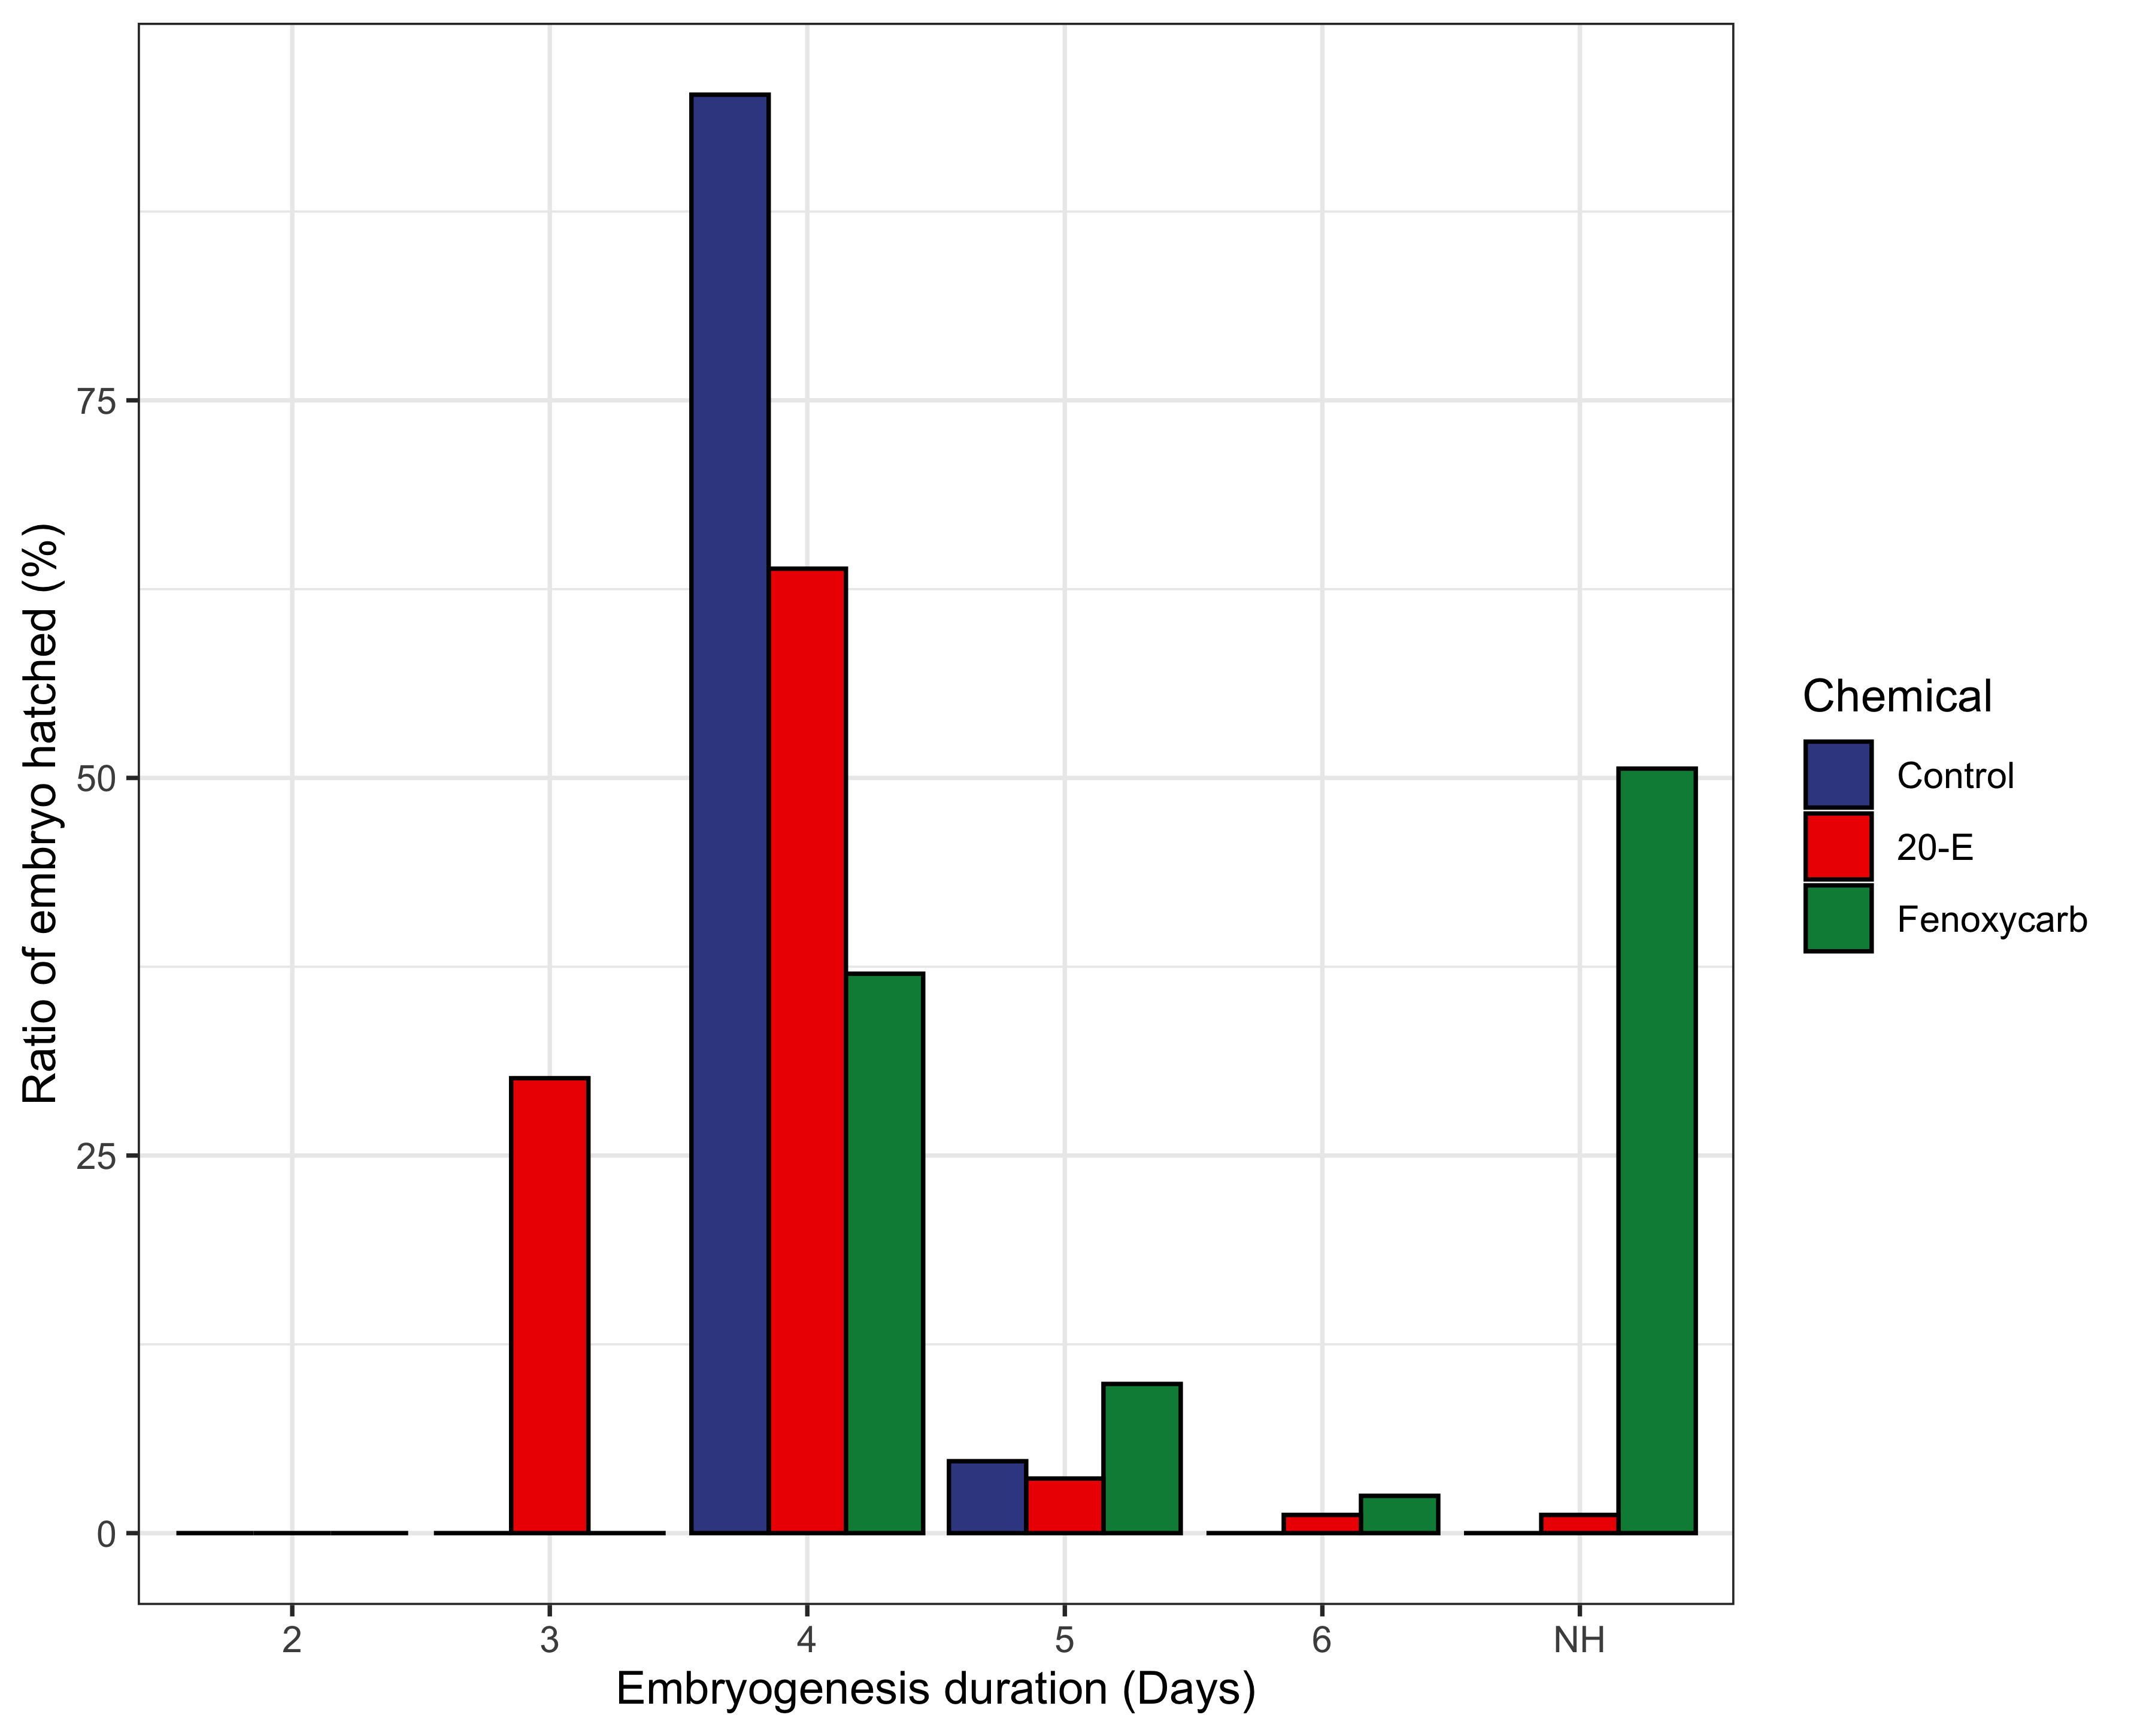 Ratio of embryo hatched (%)
75
50
25
0
2
3
4
5
6
NH
Embryogenesis duration (Days)
Chemical
Control
20-E
Fenoxycarb